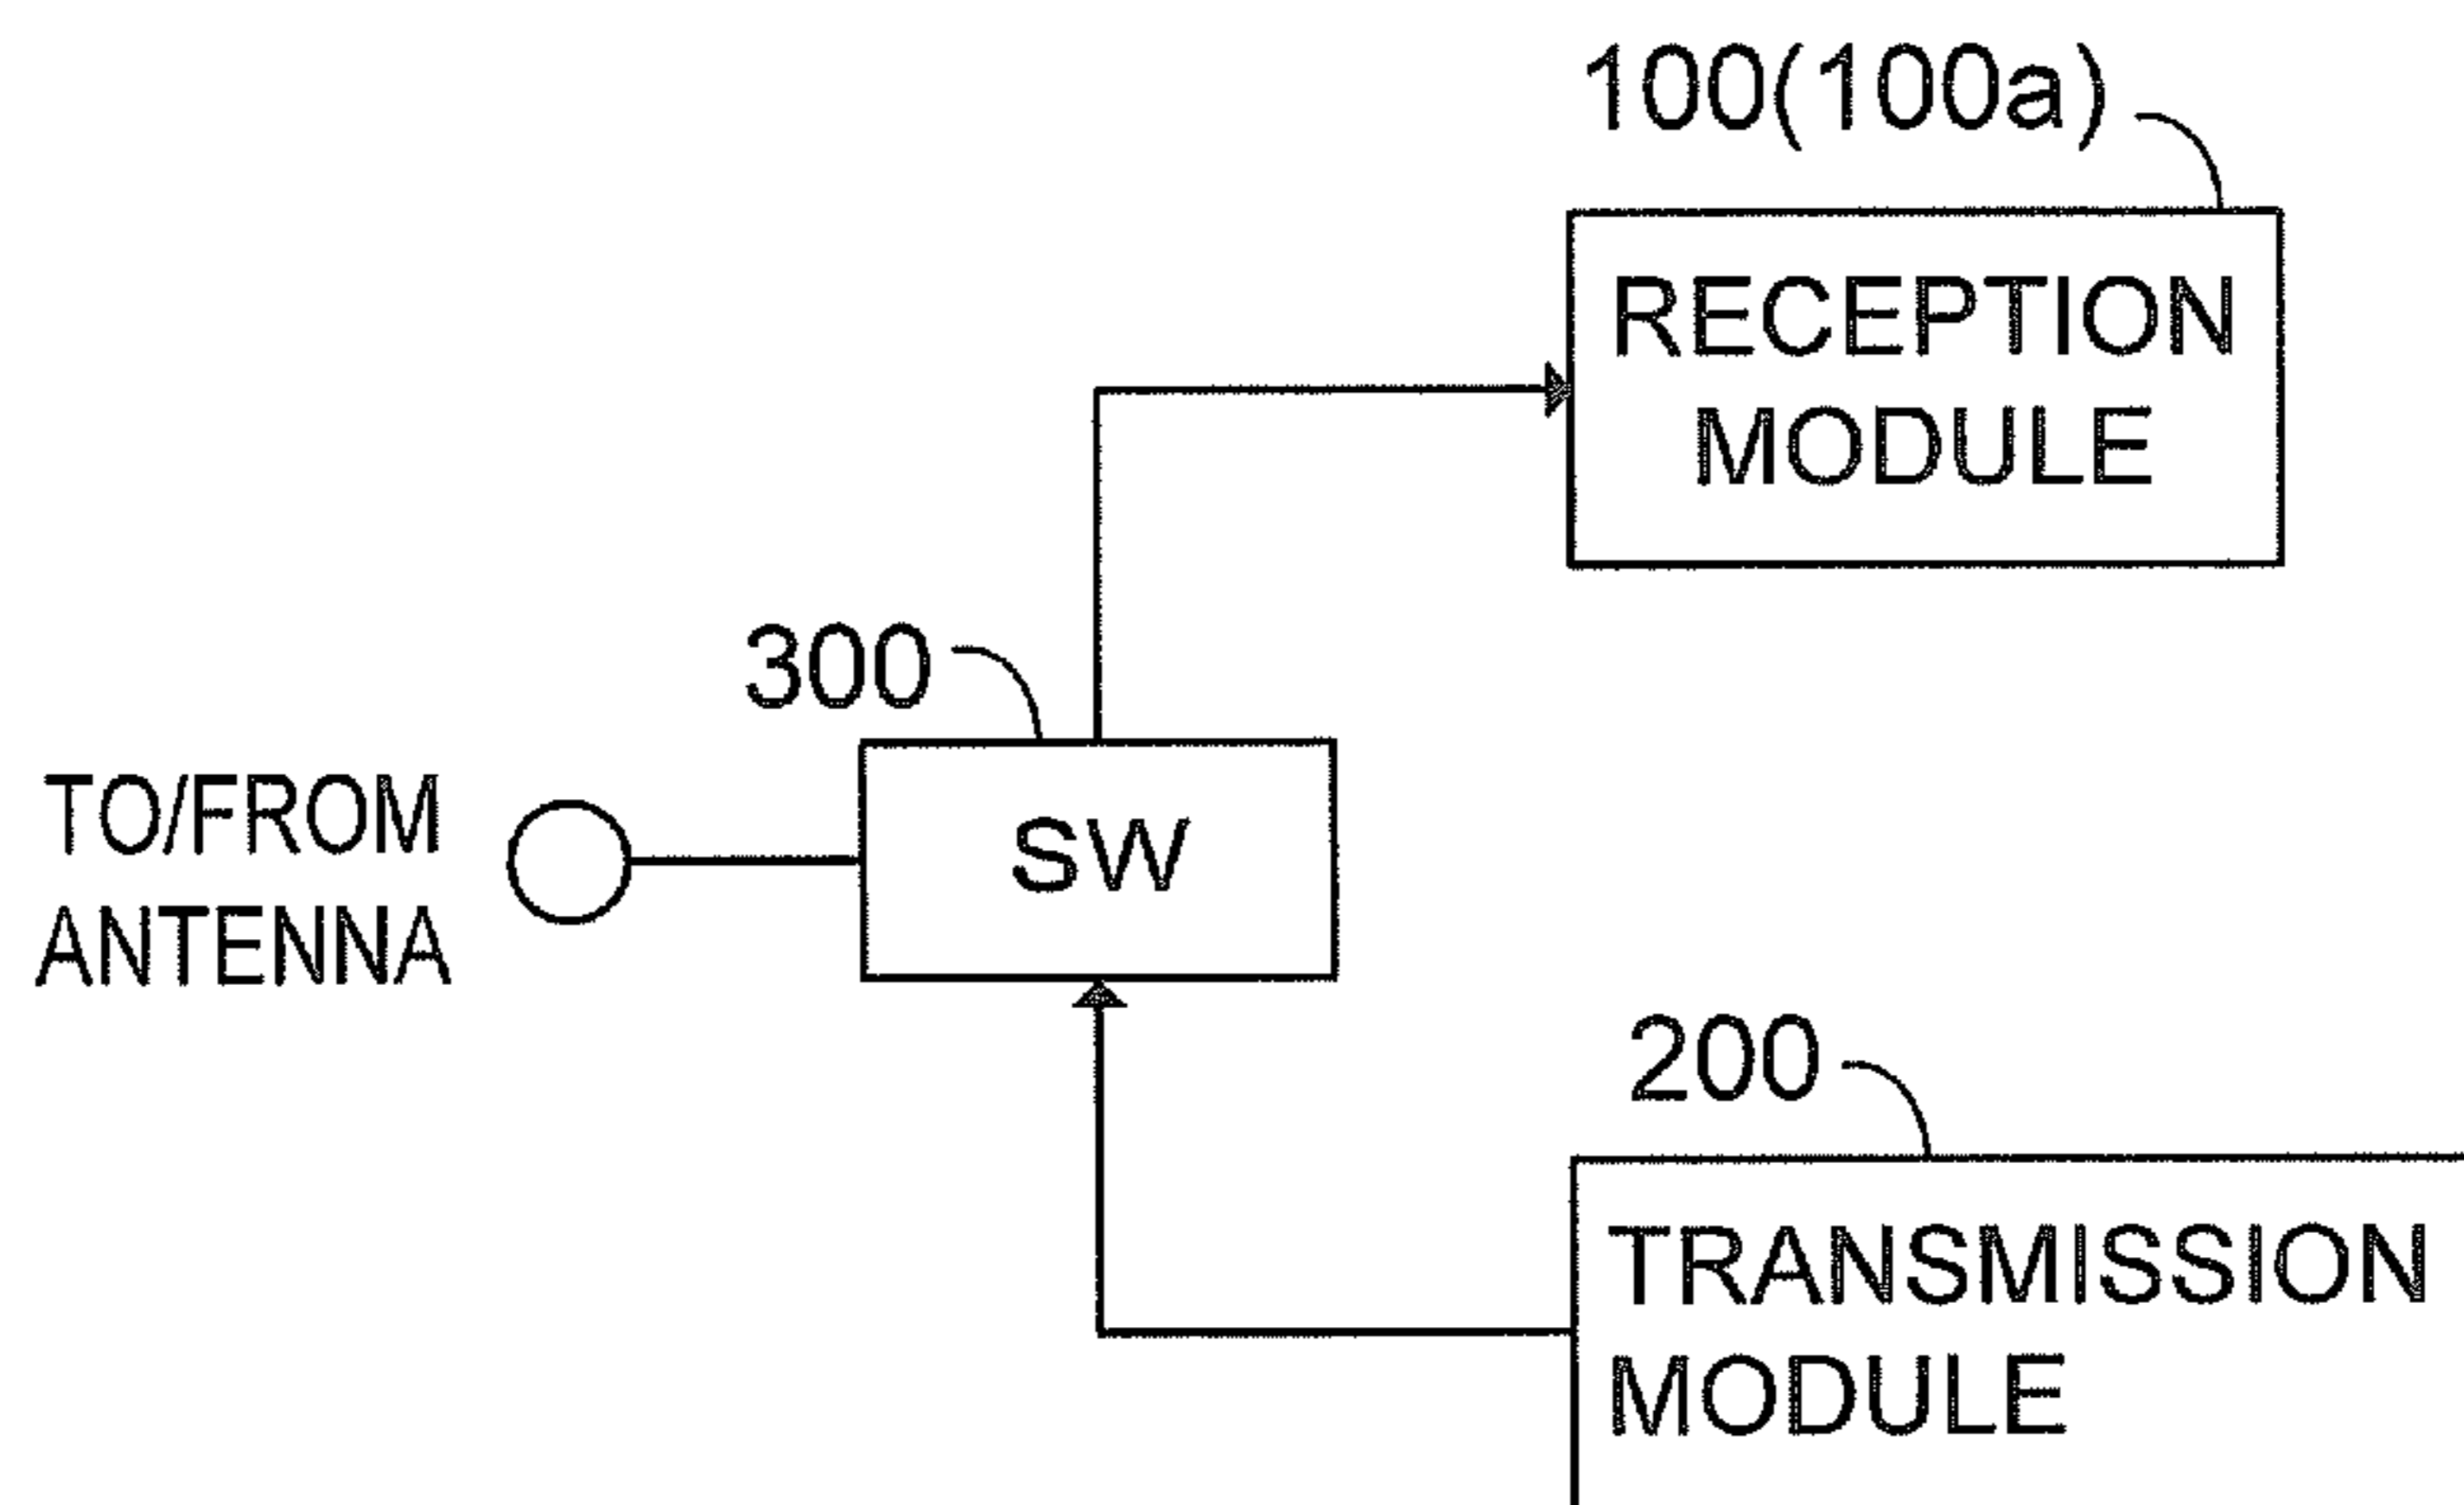 100(100a)
RECEPTION
MODULE
300
TO/FROM
ANTENNA
SW
200
TRANSMISSION
MODULE